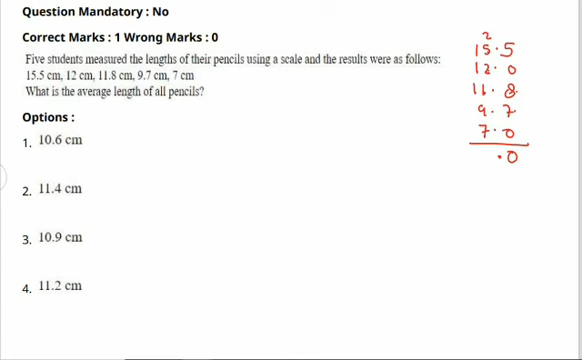 Question Mandatory : No
Correct Marks : 1 Wrong Marks : 0
Five students measured the lengths of their pencils using a scale and the results were as follows:
15.5 cm, 12 cm, 11.8 cm, 9.7 cm, 7 cm
What is the average length of all pencils?
Options :
1. 10.6 cm
2. 11.4 cm
3. 10.9 cm
4. 11.2 cm
2
15.5
12.0
11.8
9.7
7.0
.0